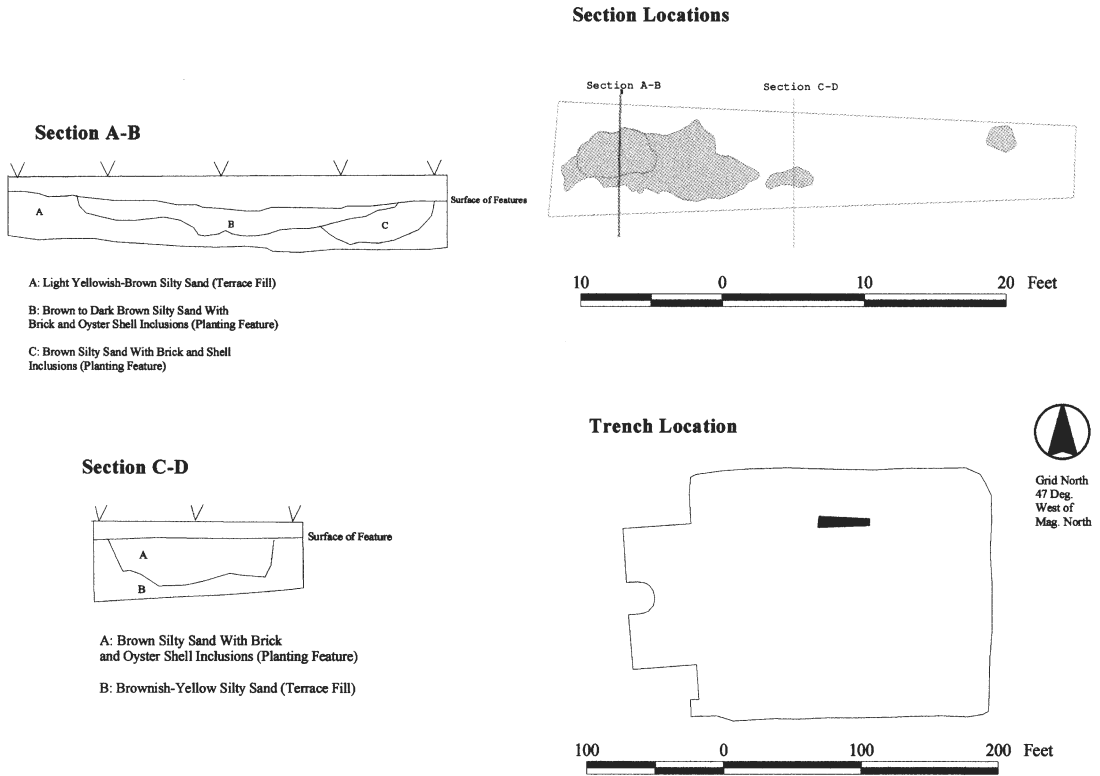 Section Locations
Section A-B
Section C-D
Section A-B
Surface of Features
A
B
C
A: Light Yellowish-Brown Silty Sand (Terrace Fill)
B: Brown to Dark Brown Silty Sand With
Brick and Oyster Shell Inclusions (Planting Feature)
C: Brown Silty Sand With Brick and Shell
Inclusions (Planting Feature)
10 0 10 20 Feet
Section C-D
Surface of Feature
A
B
A: Brown Silty Sand With Brick
and Oyster Shell Inclusions (Planting Feature)
B: Brownish-Yellow Silty Sand (Terrace Fill)
Trench Location
Grid North
47 Deg.
West of
Mag. North
100 0 100 200 Feet